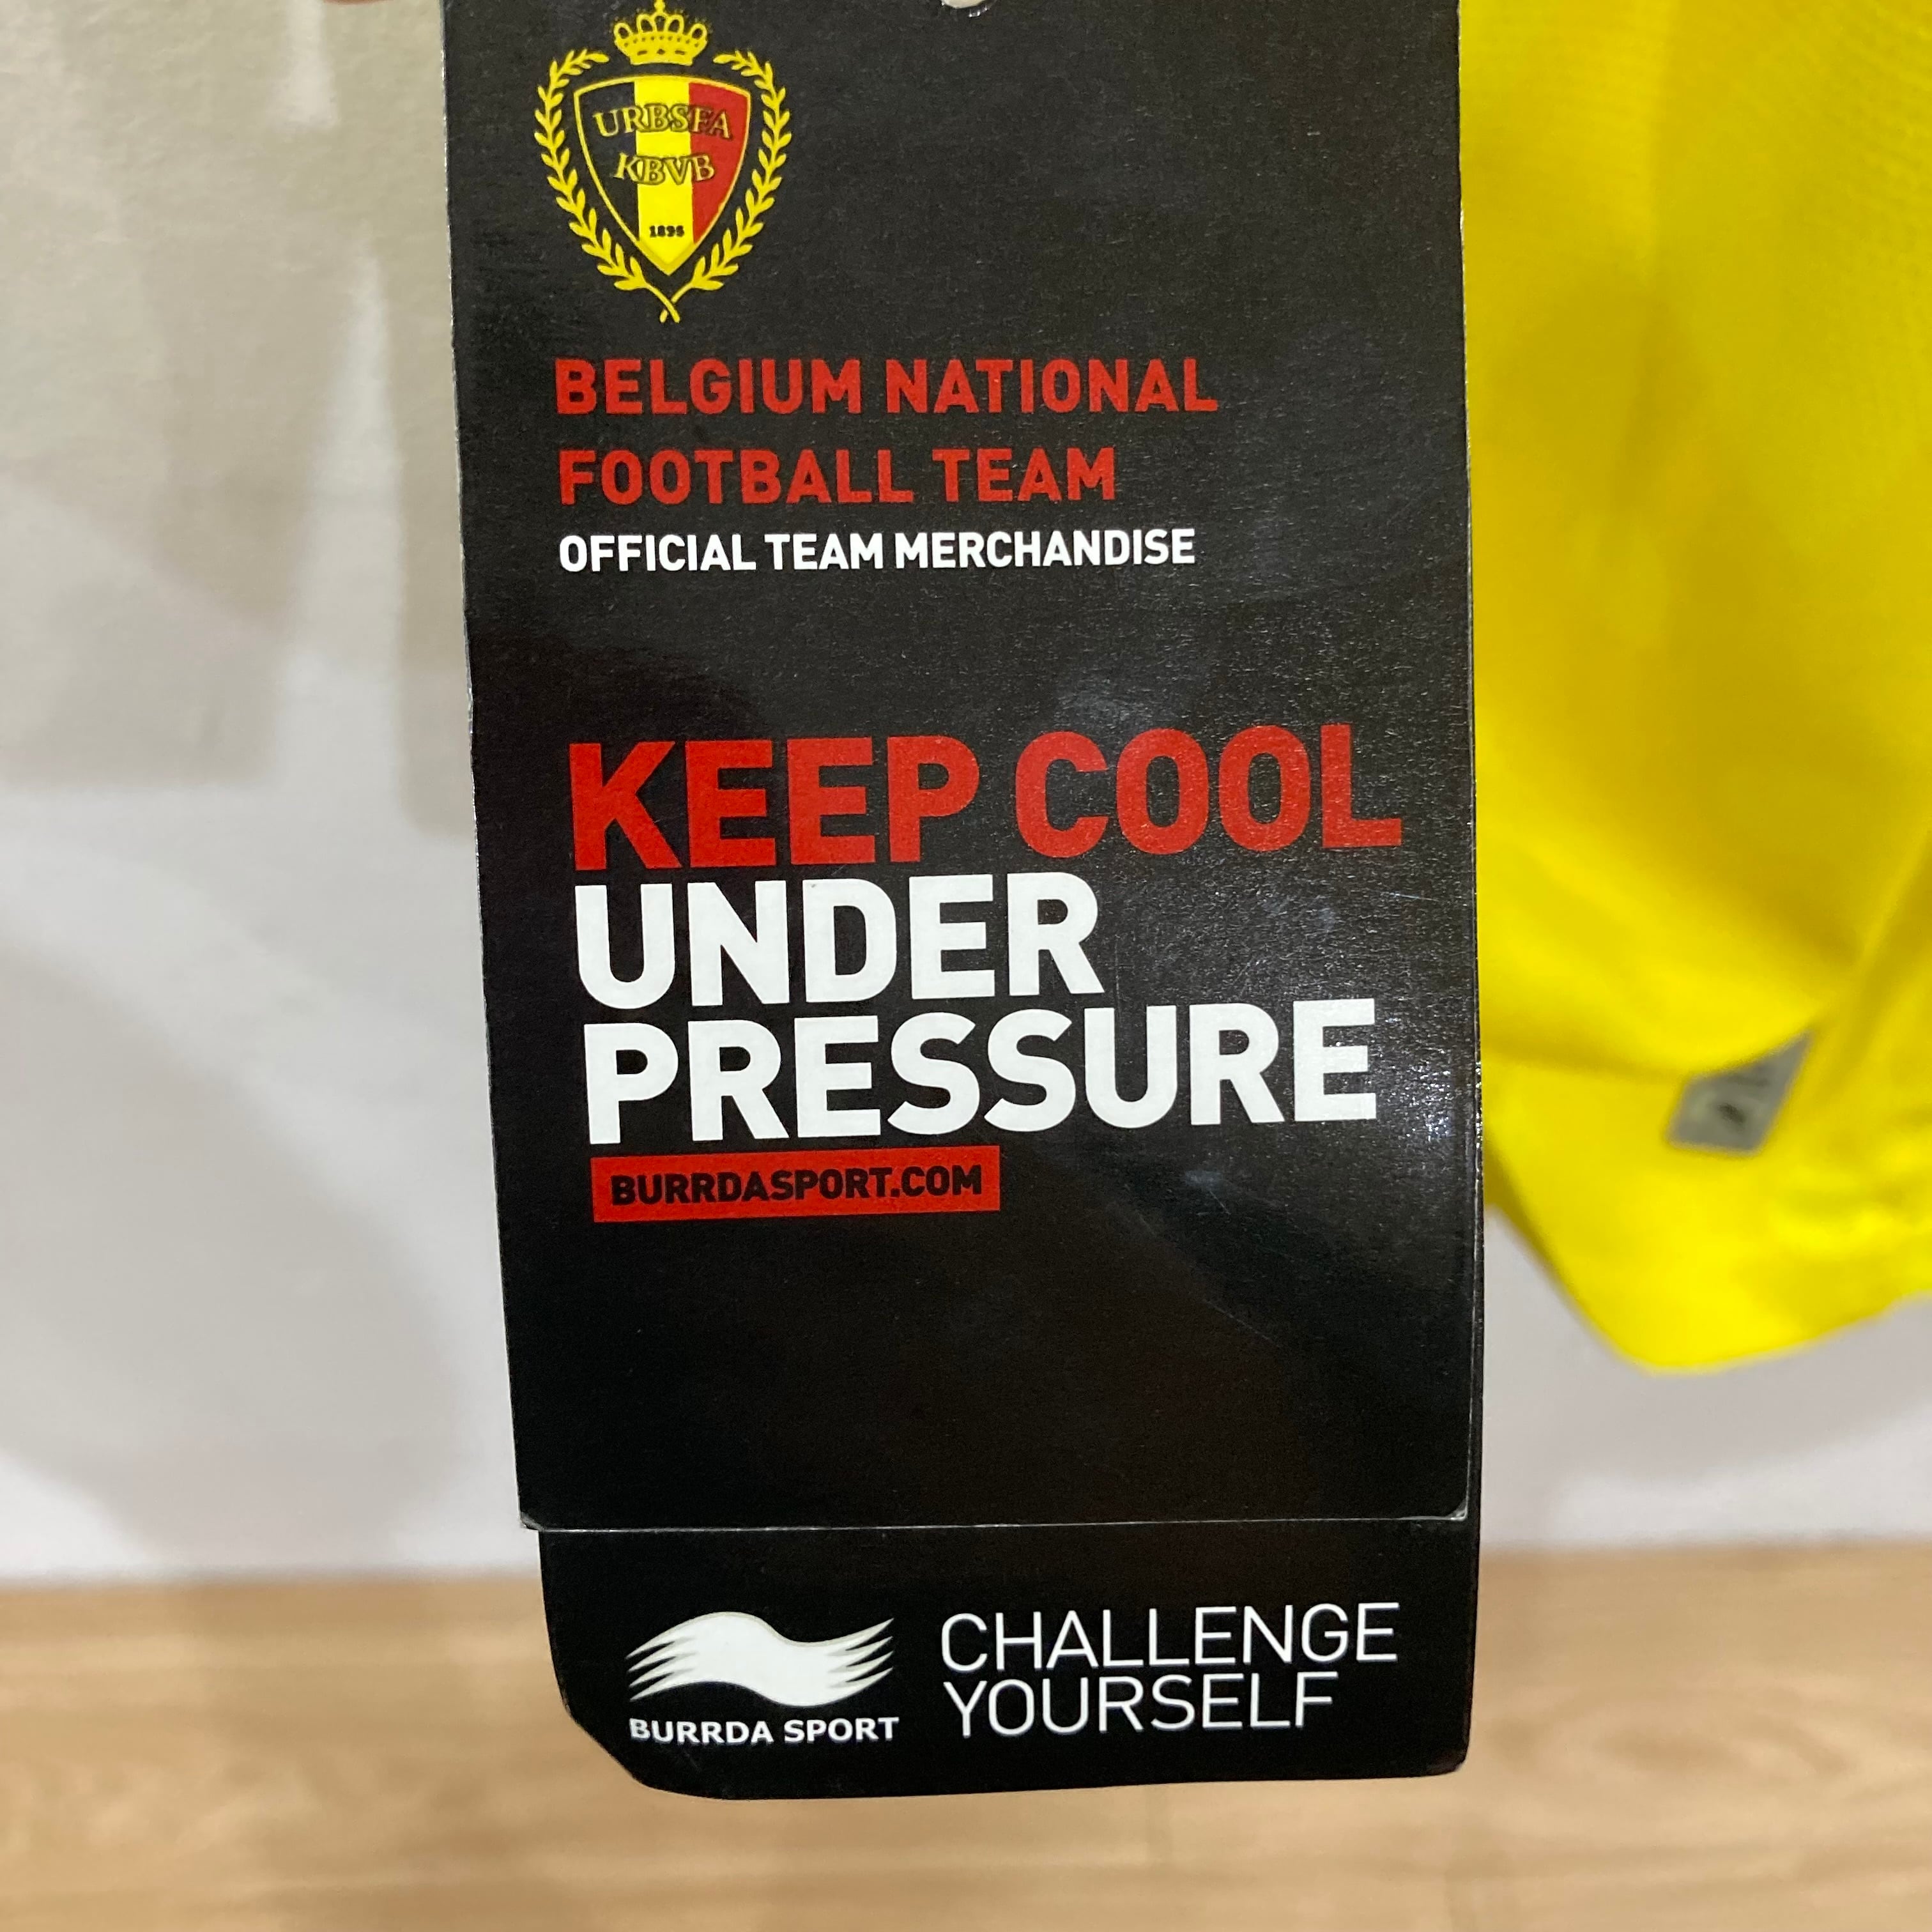 URBSFA
KBVB
1895
BELGIUM NATIONAL
FOOTBALL TEAM
OFFICIAL TEAM MERCHANDISE
KEEP COOL
UNDER
PRESSURE
BURRDASPORT.COM
BURRDA SPORT
CHALLENGE
YOURSELF